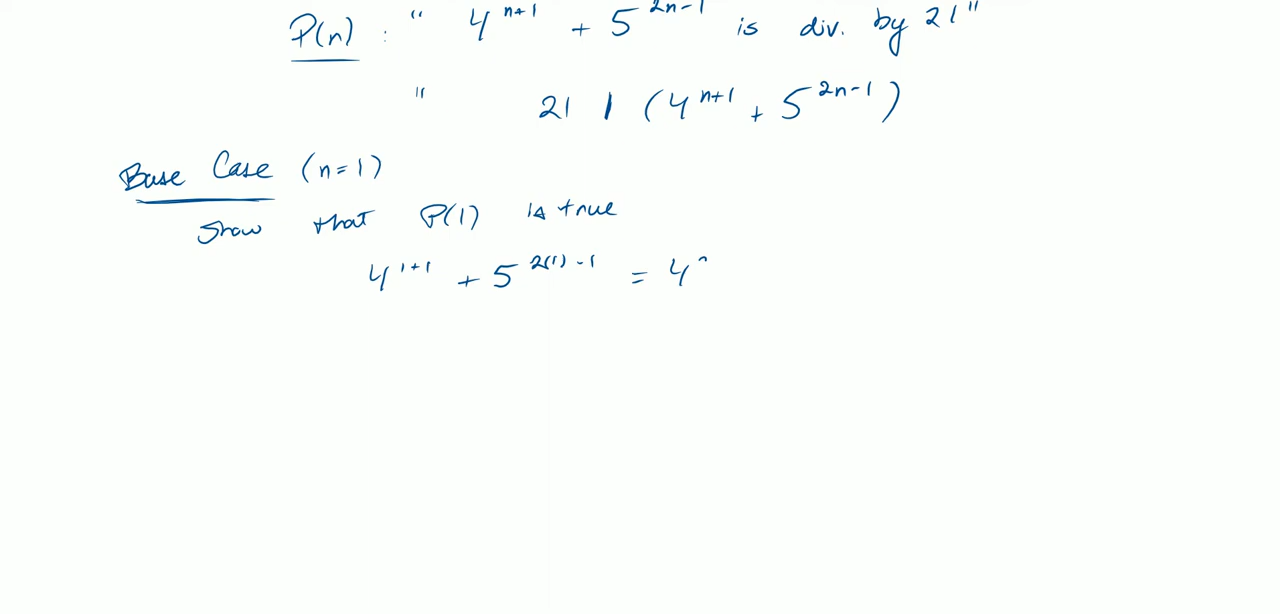 P(n) : " 4^{n+1} + 5^{2n-1} is div. by 21"
" 21 | (4^{n+1} + 5^{2n-1})
Base Case (n=1)
Show that P(1) is true
4^{1+1} + 5^{2(1)-1} = 4